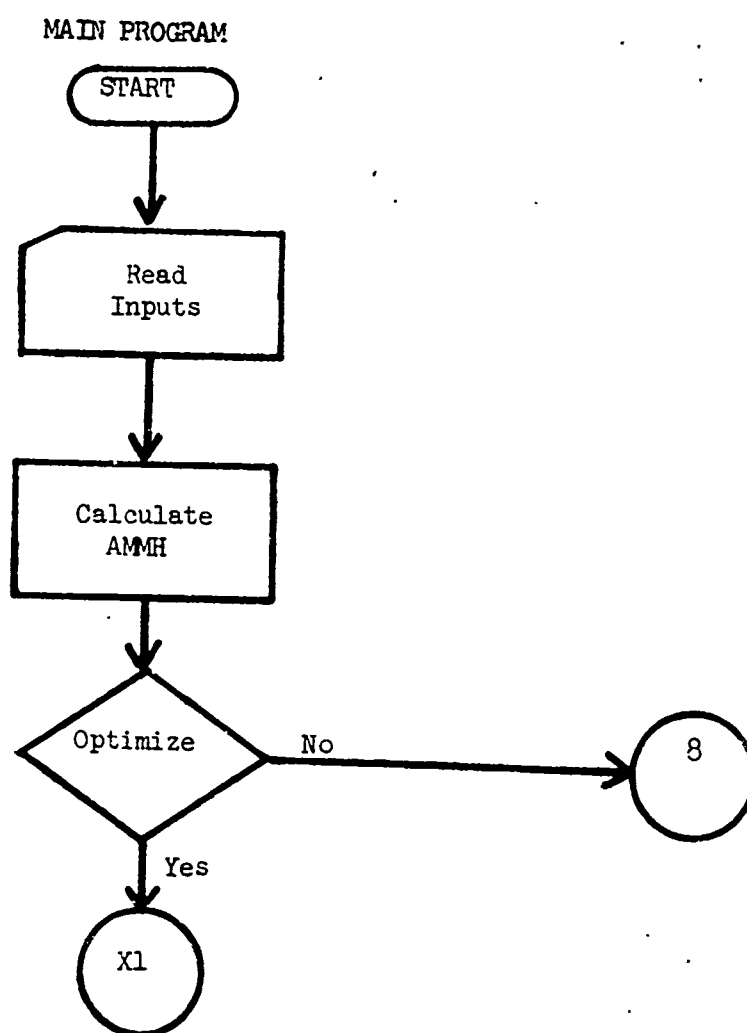 MAIN PROGRAM
START
Read
Inputs
Calculate
AMMH
Optimize
No
8
Yes
X1